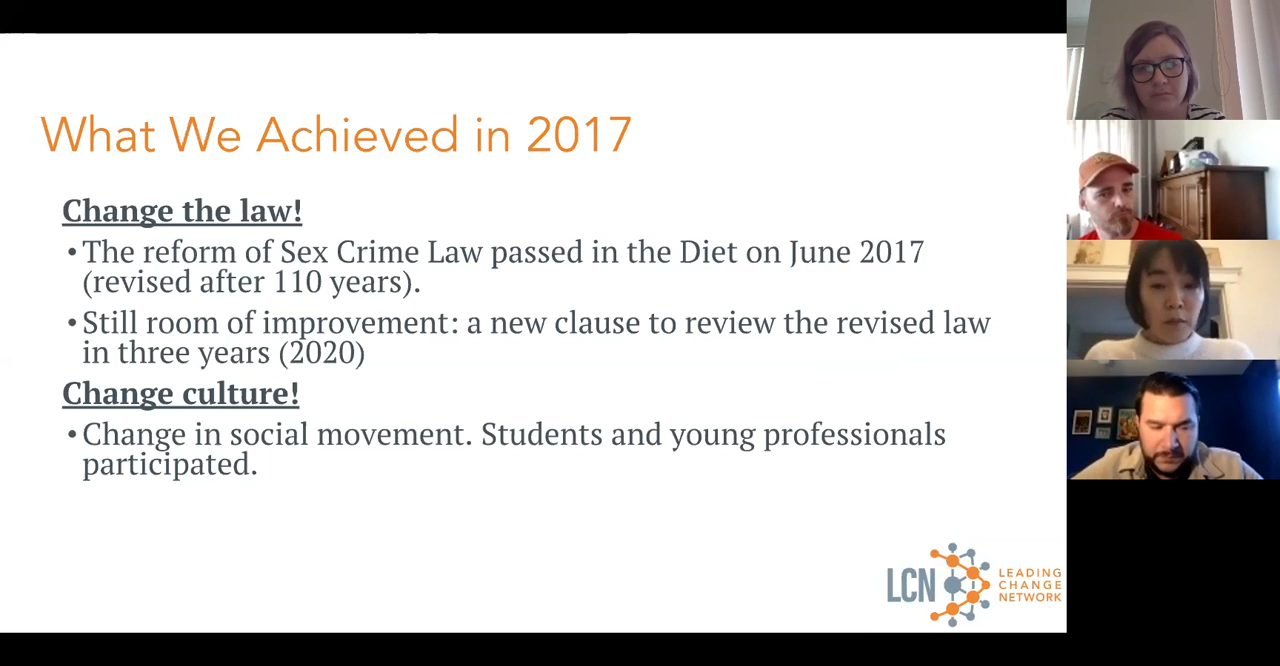 What We Achieved in 2017
Change the law!
•The reform of Sex Crime Law passed in the Diet on June 2017
(revised after 110 years).
•Still room of improvement: a new clause to review the revised law
in three years (2020)
Change culture!
•Change in social movement. Students and young professionals
participated.
LCN
LEADING
CHANGE
NETWORK